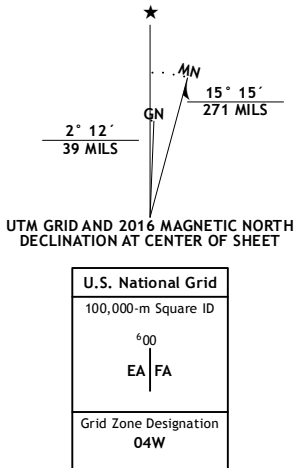 ★
MN
GN
15° 15´
271 MILS
2° 12´
39 MILS
UTM GRID AND 2016 MAGNETIC NORTH
DECLINATION AT CENTER OF SHEET
U.S. National Grid
100,000-m Square ID
⁶00
EA FA
Grid Zone Designation
04W